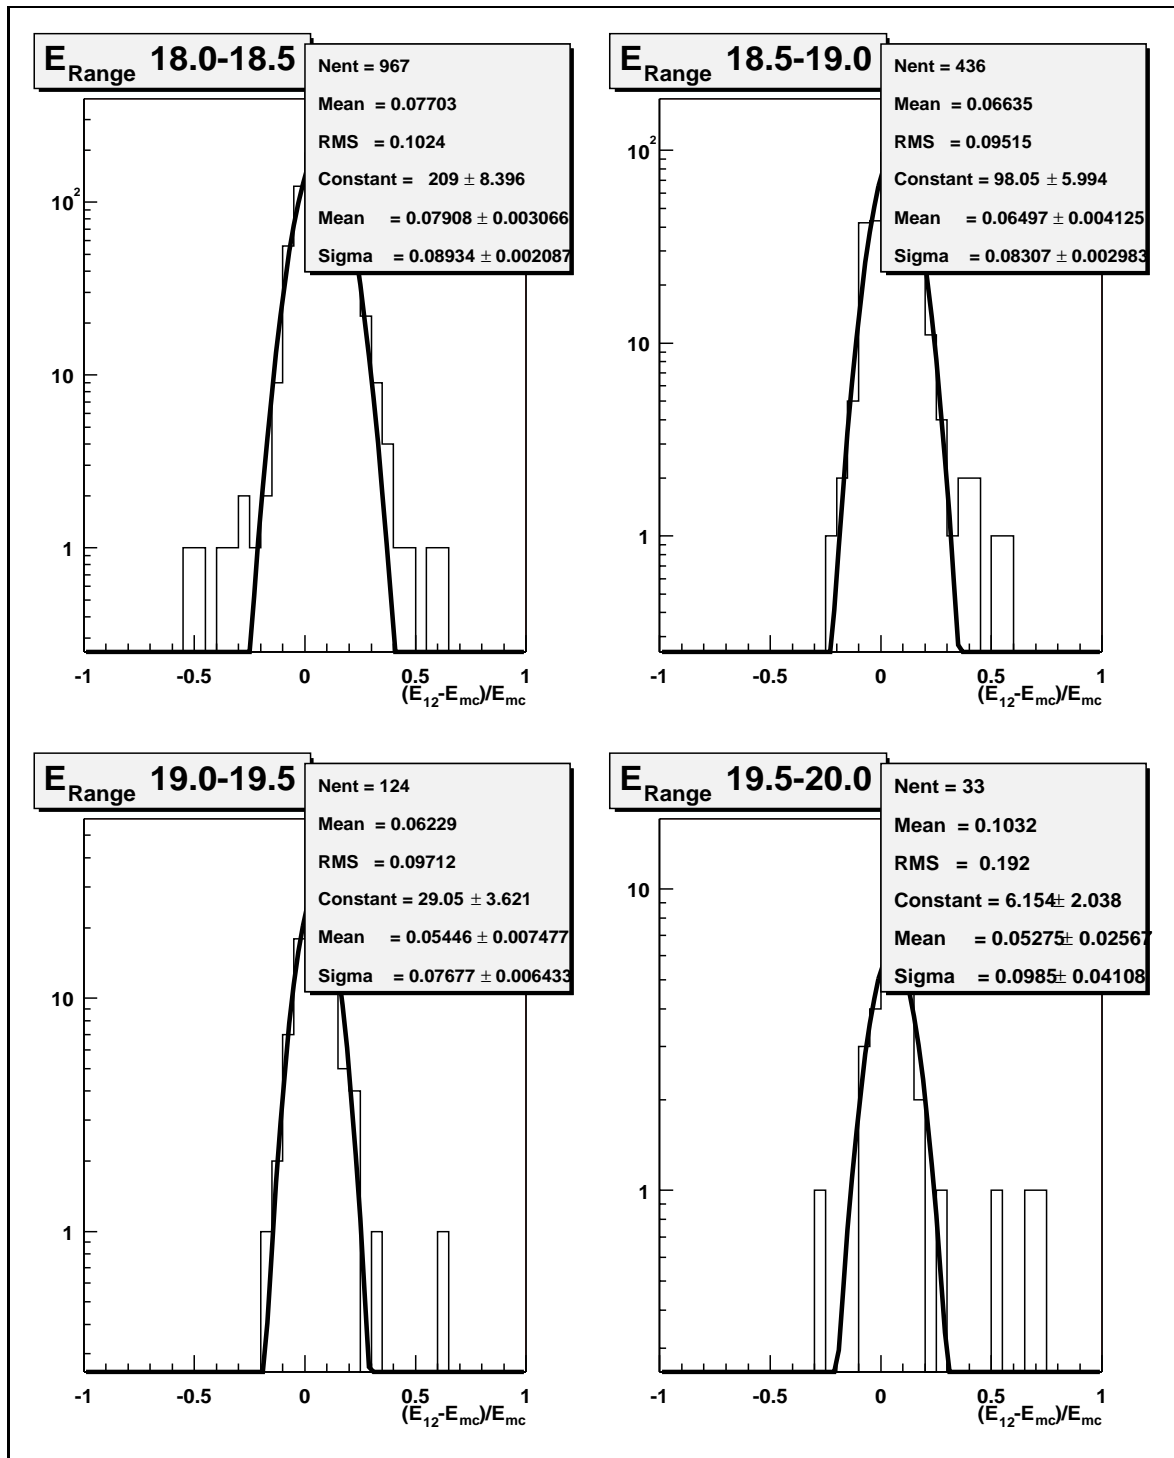 E_Range 18.0-18.5
Nent = 967
Mean = 0.07703
RMS = 0.1024
Constant = 209 ± 8.396
Mean = 0.07908 ± 0.003066
Sigma = 0.08934 ± 0.002087
10^2
10
1
-1 -0.5 0 0.5 1
(E_12-E_mc)/E_mc
E_Range 18.5-19.0
Nent = 436
Mean = 0.06635
RMS = 0.09515
Constant = 98.05 ± 5.994
Mean = 0.06497 ± 0.004125
Sigma = 0.08307 ± 0.002983
10^2
10
1
-1 -0.5 0 0.5 1
(E_12-E_mc)/E_mc
E_Range 19.0-19.5
Nent = 124
Mean = 0.06229
RMS = 0.09712
Constant = 29.05 ± 3.621
Mean = 0.05446 ± 0.007477
Sigma = 0.07677 ± 0.006433
10
1
-1 -0.5 0 0.5 1
(E_12-E_mc)/E_mc
E_Range 19.5-20.0
Nent = 33
Mean = 0.1032
RMS = 0.192
Constant = 6.154 ± 2.038
Mean = 0.05275 ± 0.02567
Sigma = 0.0985 ± 0.04108
10
1
-1 -0.5 0 0.5 1
(E_12-E_mc)/E_mc